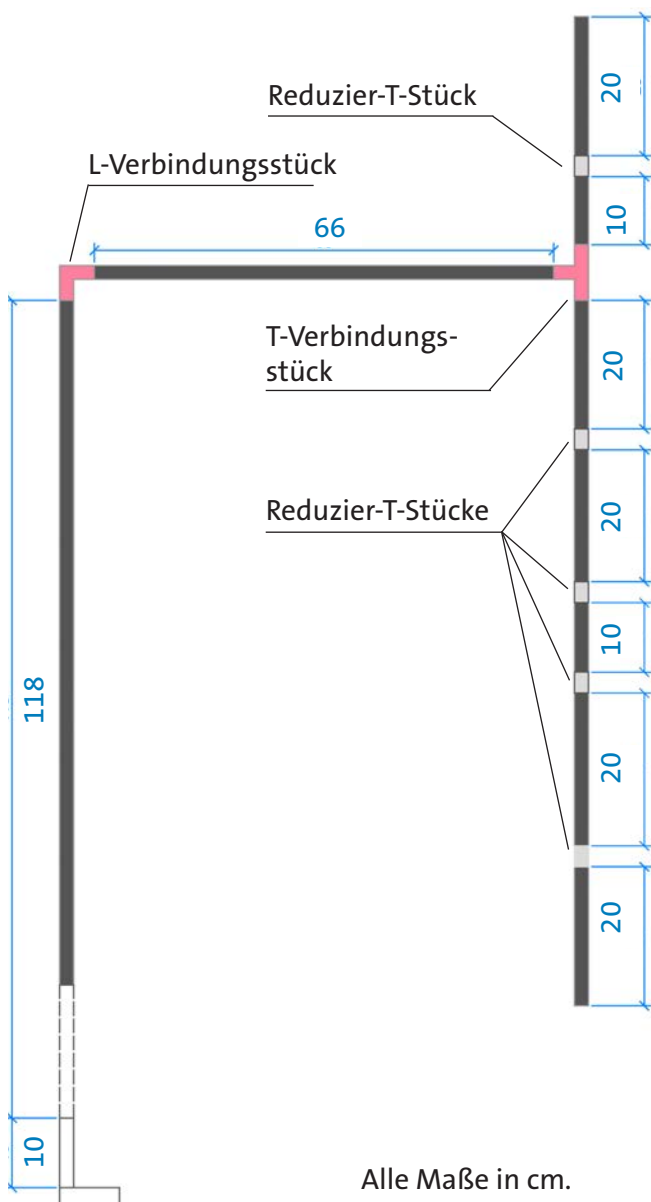 20
Reduzier-T-Stück
L-Verbindungsstück
10
66
T-Verbindungs-
stück
20
Reduzier-T-Stücke
20
10
118
20
20
10
Alle Maße in cm.